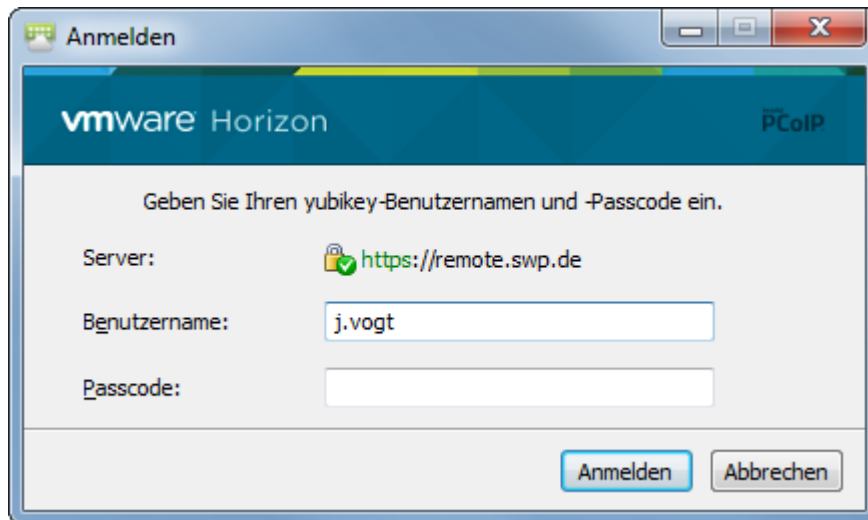 Anmelden
vmware Horizon
PCoIP
Geben Sie Ihren yubikey-Benutzernamen und -Passcode ein.
Server: https://remote.swp.de
Benutzername: j.vogt
Passcode:
Anmelden Abbrechen